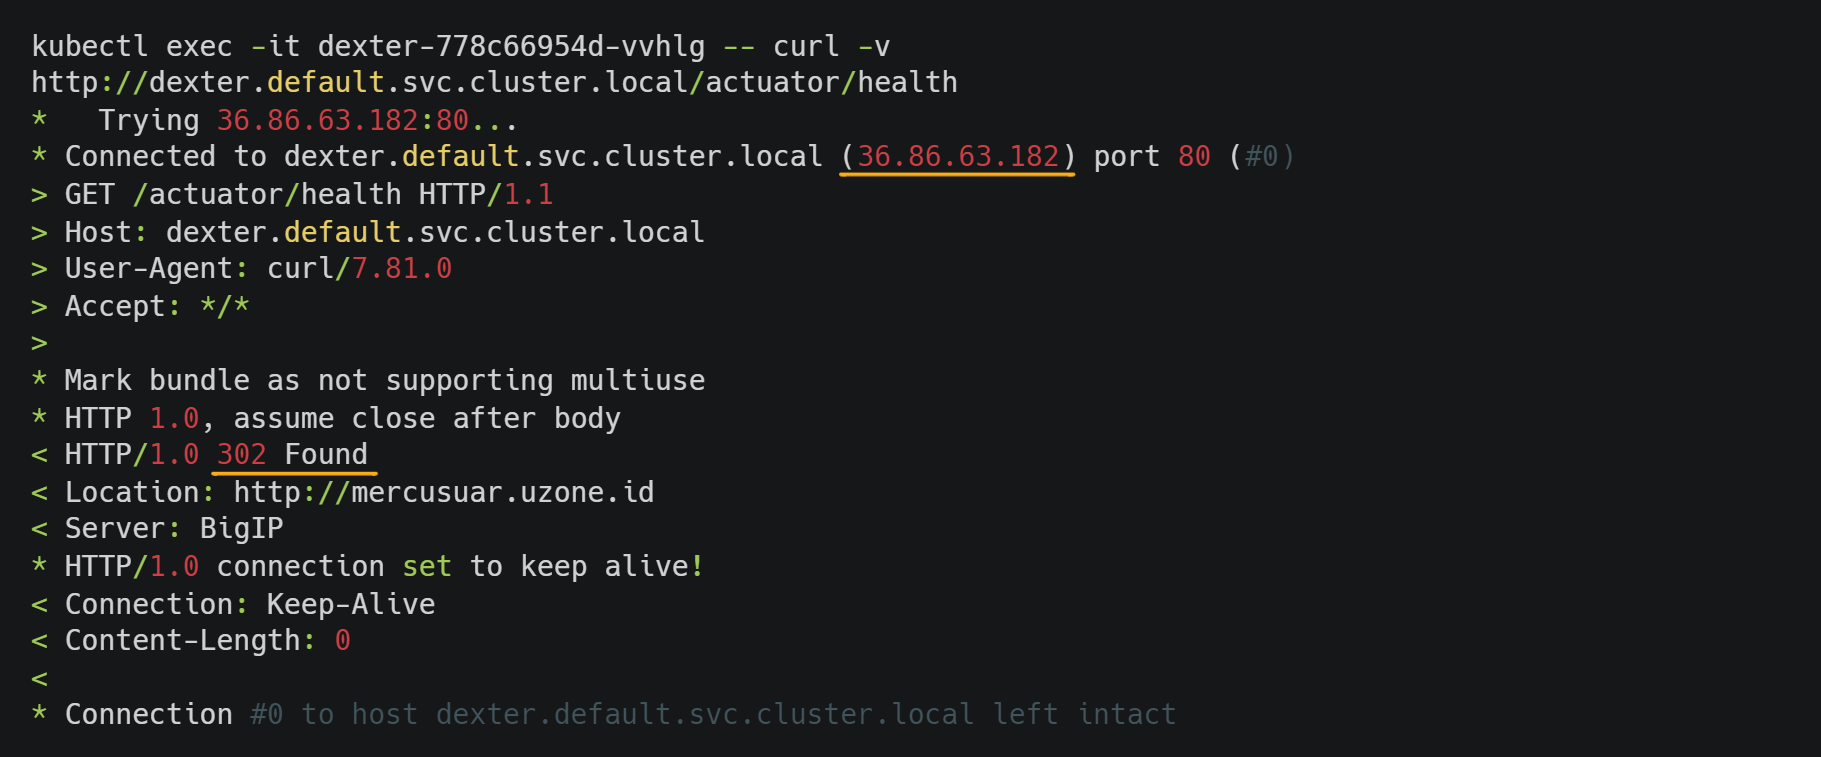 kubectl exec -it dexter-778c66954d-vvhlg -- curl -v
http://dexter.default.svc.cluster.local/actuator/health
*   Trying 36.86.63.182:80...
* Connected to dexter.default.svc.cluster.local (36.86.63.182) port 80 (#0)
> GET /actuator/health HTTP/1.1
> Host: dexter.default.svc.cluster.local
> User-Agent: curl/7.81.0
> Accept: */*
>
* Mark bundle as not supporting multiuse
* HTTP 1.0, assume close after body
< HTTP/1.0 302 Found
< Location: http://mercusuar.uzone.id
< Server: BigIP
* HTTP/1.0 connection set to keep alive!
< Connection: Keep-Alive
< Content-Length: 0
<
* Connection #0 to host dexter.default.svc.cluster.local left intact